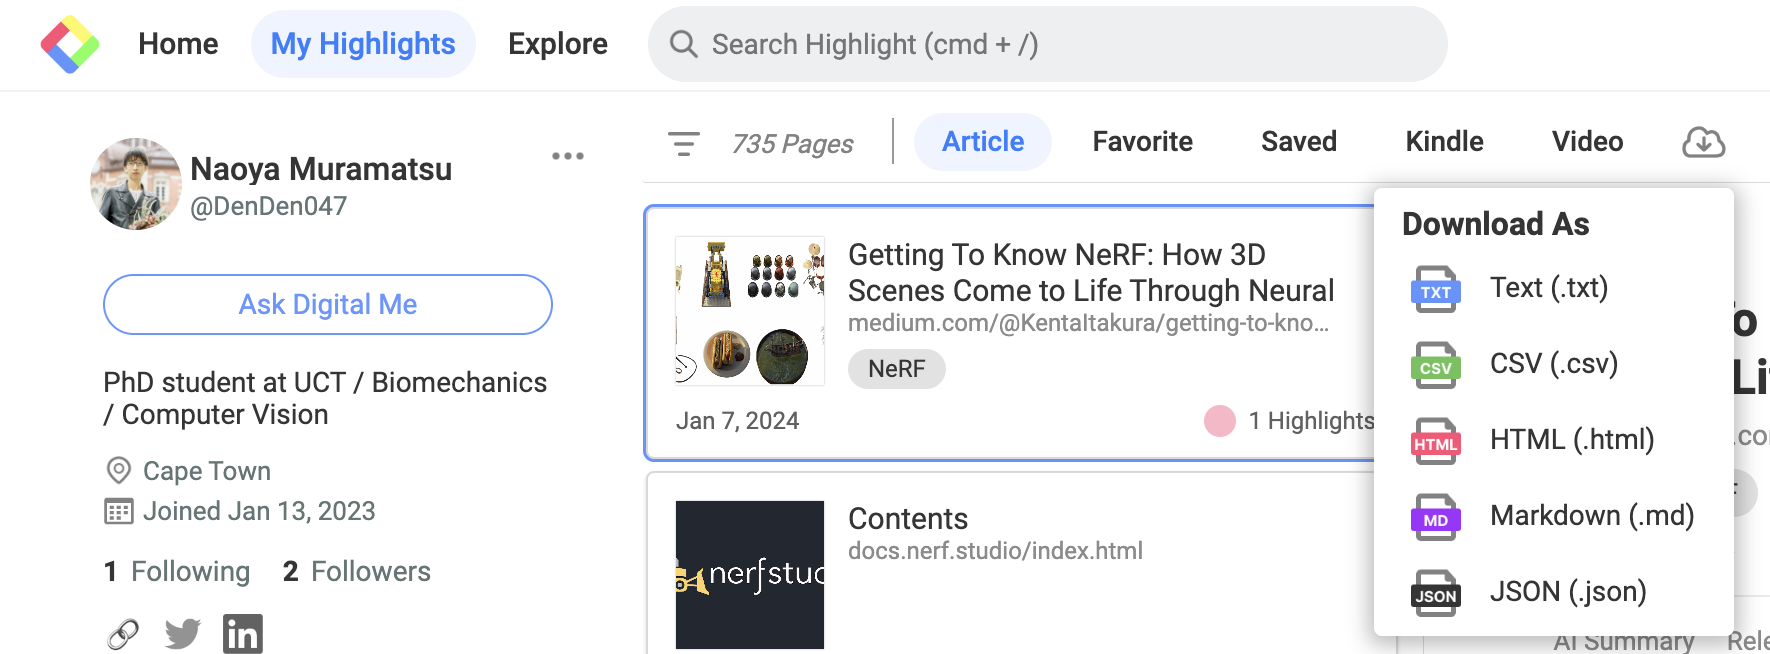 Home
My Highlights
Explore
Search Highlight (cmd + /)
Naoya Muramatsu
@DenDen047
Ask Digital Me
PhD student at UCT / Biomechanics
/ Computer Vision
Cape Town
Joined Jan 13, 2023
1 Following 2 Followers
in
735 Pages
Article
Favorite
Saved
Kindle
Video
Getting To Know NeRF: How 3D
Scenes Come to Life Through Neural
medium.com/@KentaItakura/getting-to-kno...
NeRF
Jan 7, 2024
1 Highlights
nerfstuc
Contents
docs.nerf.studio/index.html
Download As
TXT Text (.txt)
CSV CSV (.csv)
HTML HTML (.html)
MD Markdown (.md)
JSON JSON (.json)
AI Summary